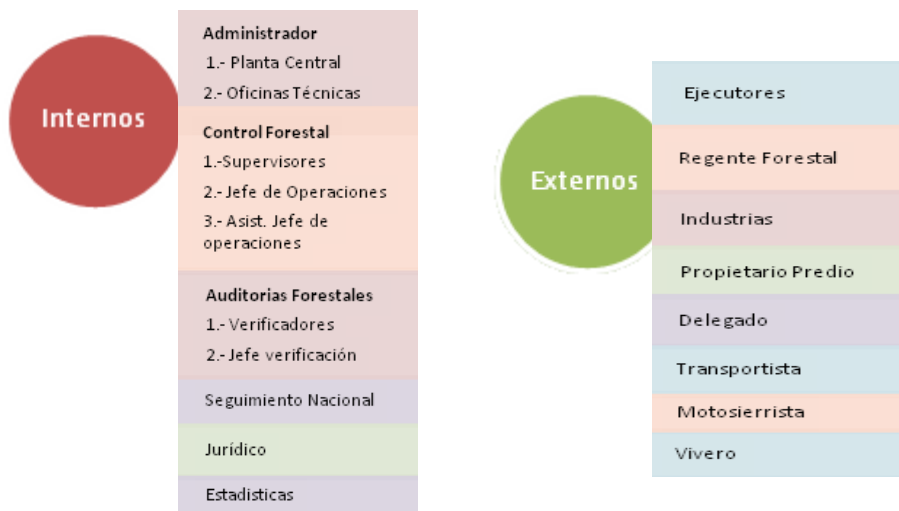 Internos
Administrador
1.- Planta Central
2.- Oficinas Técnicas
Control Forestal
1.-Supervisores
2.- Jefe de Operaciones
3.- Asist. Jefe de
operaciones
Auditorias Forestales
1.- Verificadores
2.- Jefe verificación
Seguimiento Nacional
Jurídico
Estadisticas
Externos
Ejecutores
Regente Forestal
Industrias
Propietario Predio
Delegado
Transportista
Motosierrista
Vivero